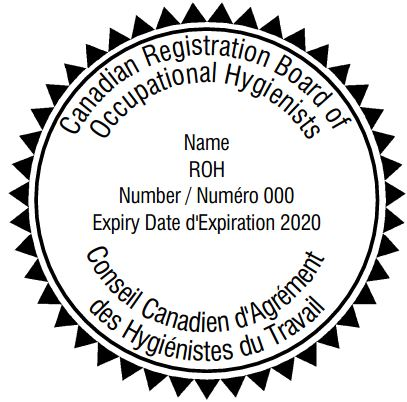 Canadian Registration Board of
Occupational Hygienists
Name
ROH
Number / Numéro 000
Expiry Date d'Expiration 2020
Conseil Canadien d'Agrément
des Hygiénistes du Travail